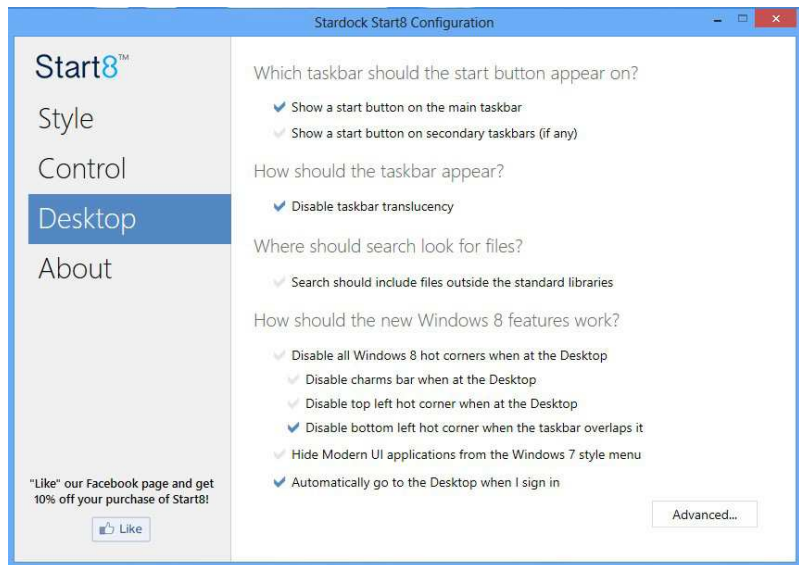 Stardock Start8 Configuration
Start8™
Style
Control
Desktop
About
"Like" our Facebook page and get
10% off your purchase of Start8!
Like
Which taskbar should the start button appear on?
Show a start button on the main taskbar
Show a start button on secondary taskbars (if any)
How should the taskbar appear?
Disable taskbar translucency
Where should search look for files?
Search should include files outside the standard libraries
How should the new Windows 8 features work?
Disable all Windows 8 hot corners when at the Desktop
Disable charms bar when at the Desktop
Disable top left hot corner when at the Desktop
Disable bottom left hot corner when the taskbar overlaps it
Hide Modern UI applications from the Windows 7 style menu
Automatically go to the Desktop when I sign in
Advanced...